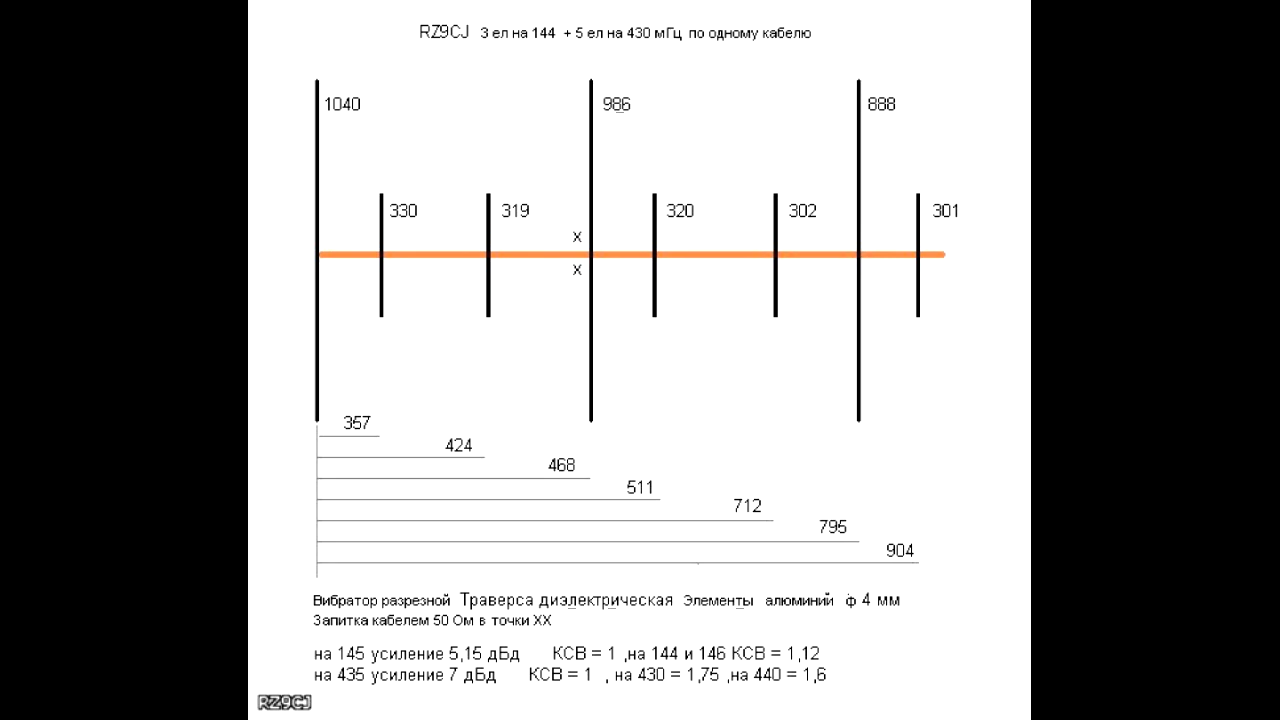 RZ9CJ 3 ел на 144 + 5 ел на 430 мГц по одному кабелю
1040
986
888
330
319
320
302
301
X
X
357
424
468
511
712
795
904
Вибратор разрезной Траверса диэлектрическая Элементы алюминий ф 4 мм
Запитка кабелем 50 Ом в точки XX
на 145 усиление 5,15 дБд КСВ = 1 ,на 144 и 146 КСВ = 1,12
на 435 усиление 7 дБд КСВ = 1 , на 430 = 1,75 ,на 440 = 1,6
RZ9CJ